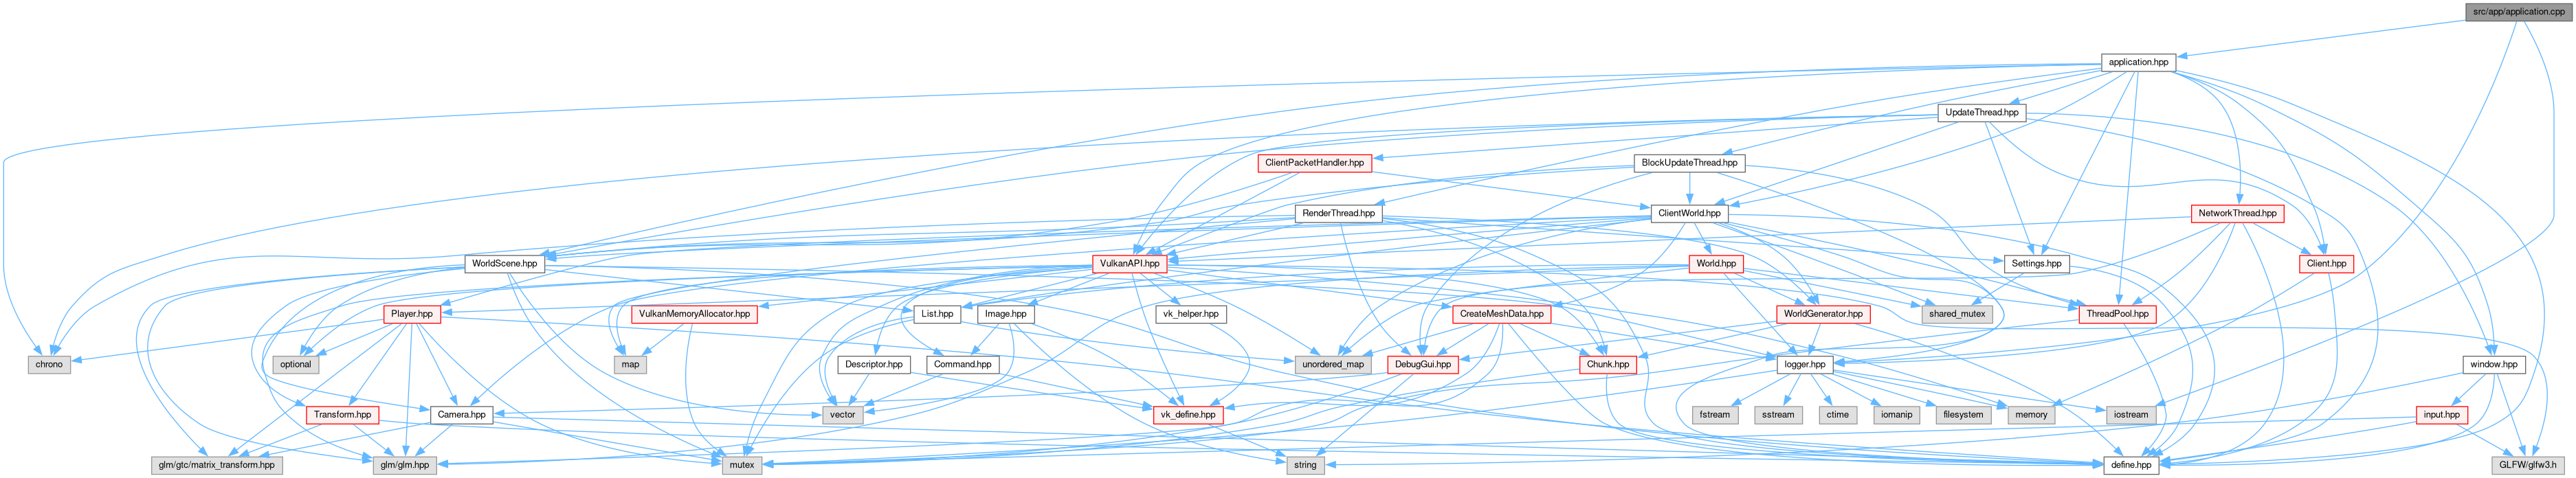 src/app/application.cpp
application.hpp
UpdateThread.hpp
ClientPacketHandler.hpp
BlockUpdateThread.hpp
RenderThread.hpp
ClientWorld.hpp
NetworkThread.hpp
WorldScene.hpp
VulkanAPI.hpp
World.hpp
Settings.hpp
Client.hpp
Player.hpp
VulkanMemoryAllocator.hpp
List.hpp
Image.hpp
vk_helper.hpp
CreateMeshData.hpp
WorldGenerator.hpp
shared_mutex
ThreadPool.hpp
chrono
optional
map
Descriptor.hpp
Command.hpp
unordered_map
DebugGui.hpp
Chunk.hpp
logger.hpp
window.hpp
Transform.hpp
Camera.hpp
vector
vk_define.hpp
fstream
sstream
ctime
iomanip
filesystem
memory
iostream
input.hpp
glm/gtc/matrix_transform.hpp
glm/glm.hpp
mutex
string
define.hpp
GLFW/glfw3.h